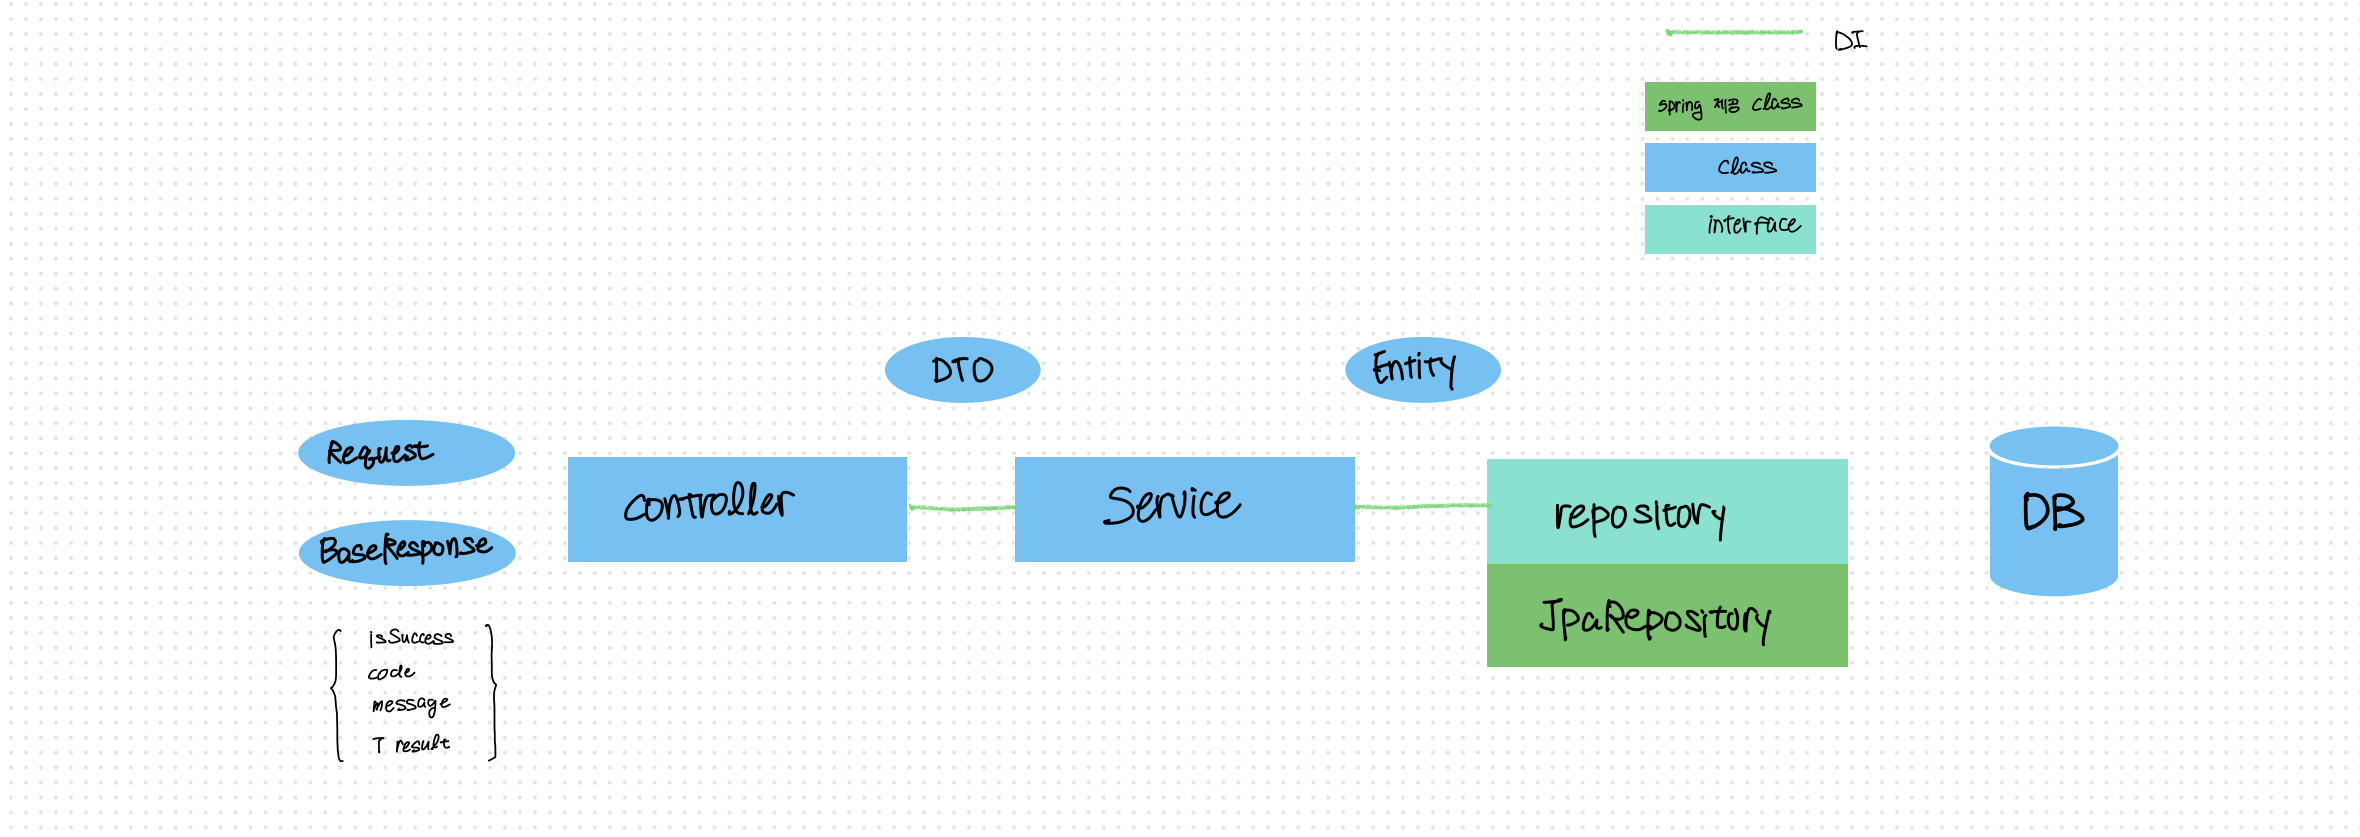 DI
spring 제공 class
class
interface
DTO
Entity
Request
controller
Service
repository
DB
BaseResponse
JpaRepository
isSuccess
code
message
T result